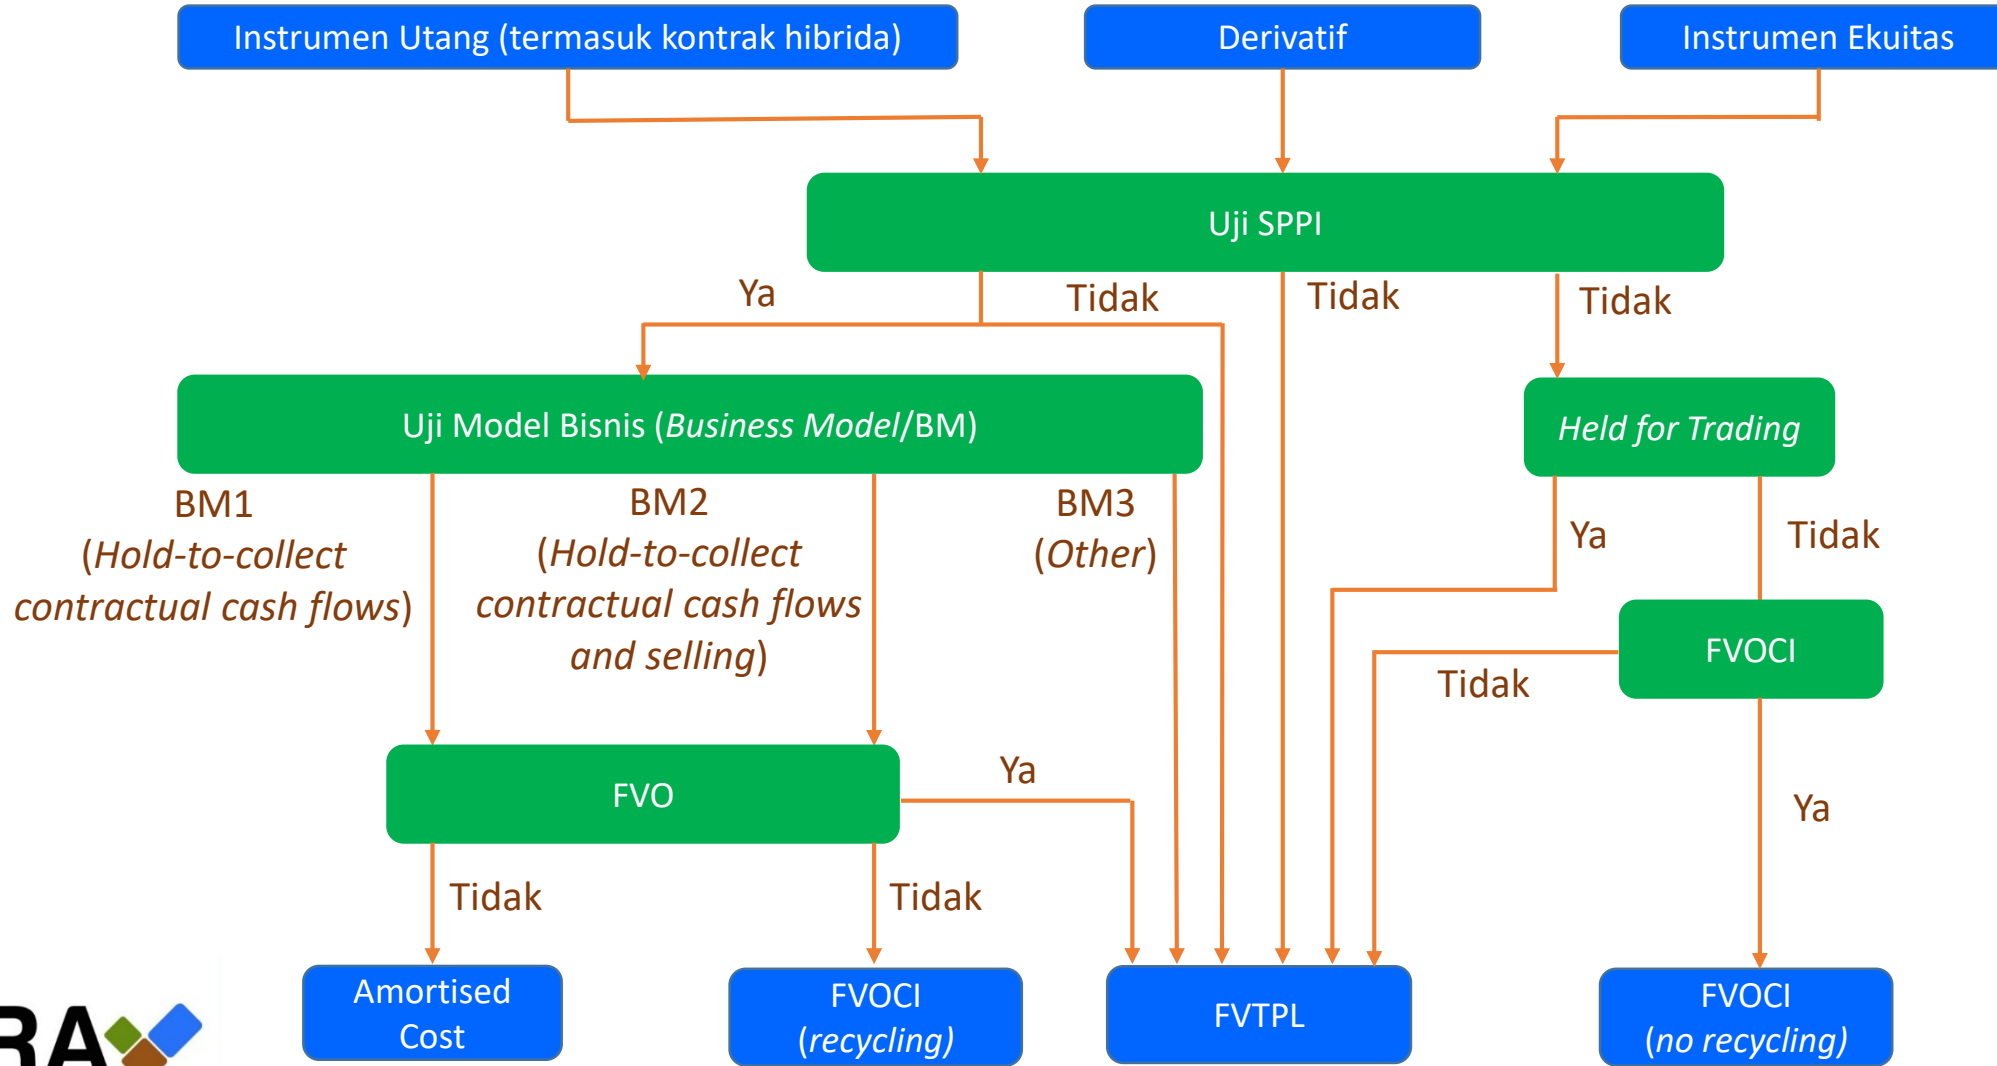 Instrumen Utang (termasuk kontrak hibrida)
Derivatif
Instrumen Ekuitas
Uji SPPI
Ya
Tidak
Tidak
Tidak
Uji Model Bisnis (Business Model/BM)
Held for Trading
BM1
(Hold-to-collect
contractual cash flows)
BM2
(Hold-to-collect
contractual cash flows
and selling)
BM3
(Other)
Ya
Tidak
FVOCI
Tidak
FVO
Ya
Ya
Tidak
Tidak
Amortised
Cost
FVOCI
(recycling)
FVTPL
FVOCI
(no recycling)
RA